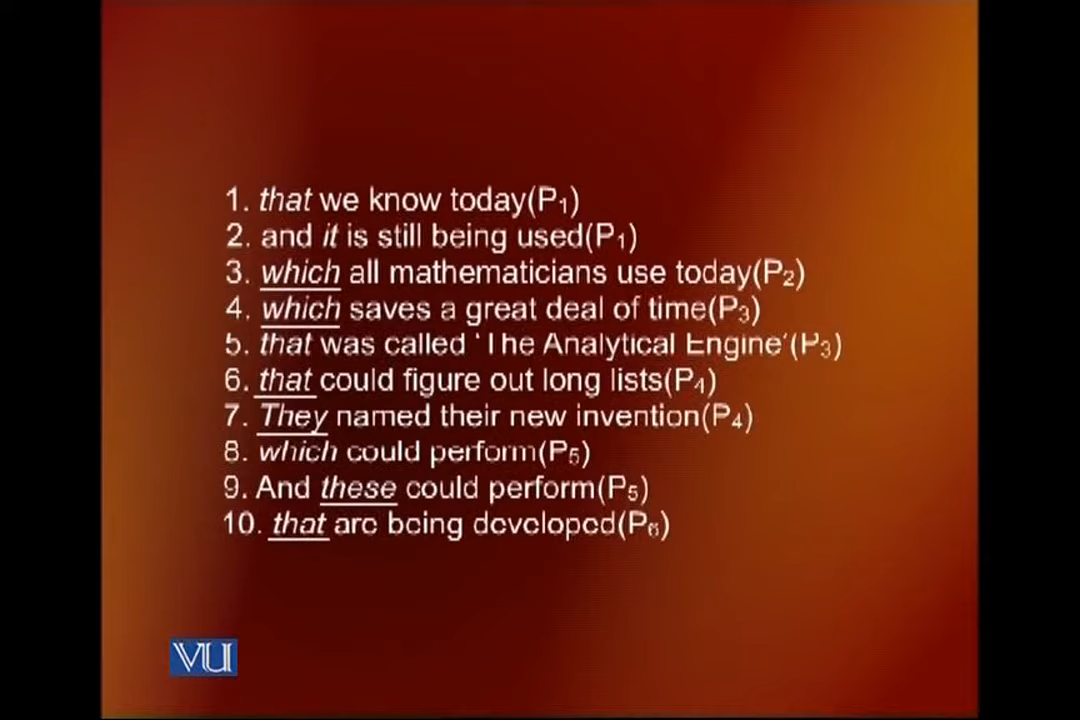 1. that we know today(P1)
2. and it is still being used(P1)
3. which all mathematicians use today(P2)
4. which saves a great deal of time(P3)
5. that was called 'The Analytical Engine'(P3)
6. that could figure out long lists(P4)
7. They named their new invention(P4)
8. which could perform(P5)
9. And these could perform(P5)
10. that are being developed(P6)
VU